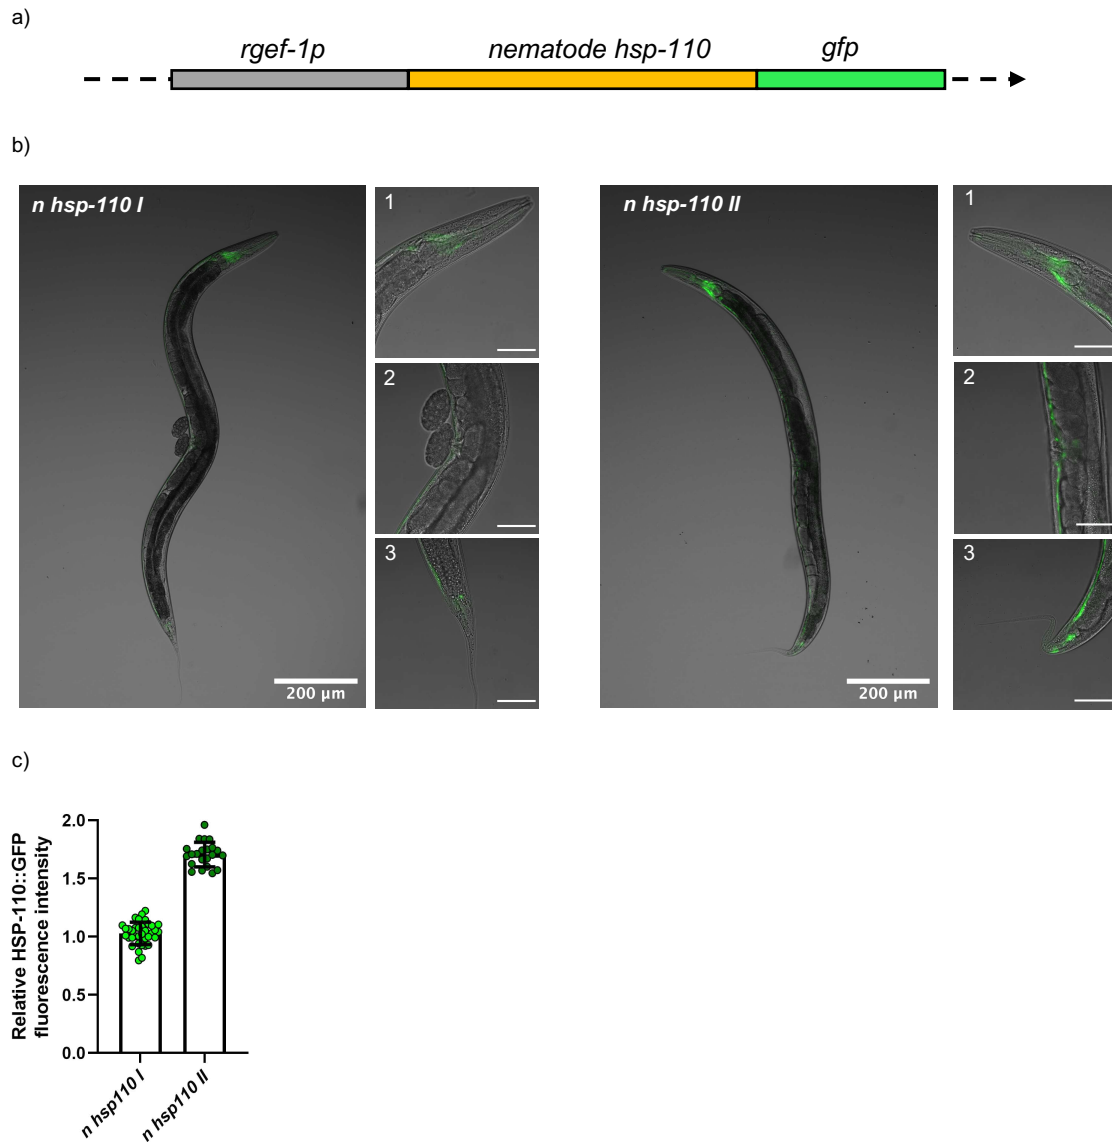 a)
rgef-1p nematode hsp-110 gfp
b)
n hsp-110 I
1
2
3
200 µm
n hsp-110 II
1
2
3
200 µm
c)
Relative HSP-110::GFP
fluorescence intensity
2.0
1.5
1.0
0.5
0.0
n hsp110 I
n hsp110 II